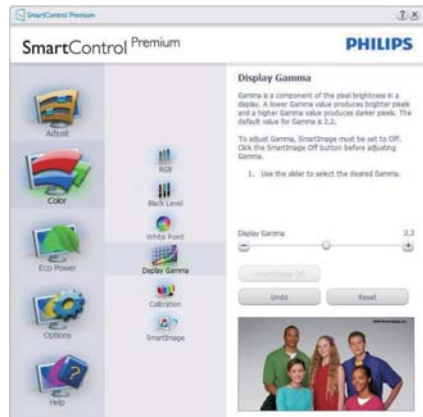 SmartControl Premium
SmartControl Premium
PHILIPS
Adjust
Color
Eco Power
Options
Help
RGB
Black Level
White Point
Display Gamma
Calibration
SmartImage
Display Gamma
Gamma is a component of the pixel brightness in a
display. A lower Gamma value produces brighter pixels
and a higher Gamma value produces darker pixels. The
default value for Gamma is 2.2.
To adjust Gamma, SmartImage must be set to Off.
Click the SmartImage Off button before adjusting
Gamma.
1. Use the slider to select the desired Gamma.
Display Gamma 2.2
SmartImage Off
Undo Reset